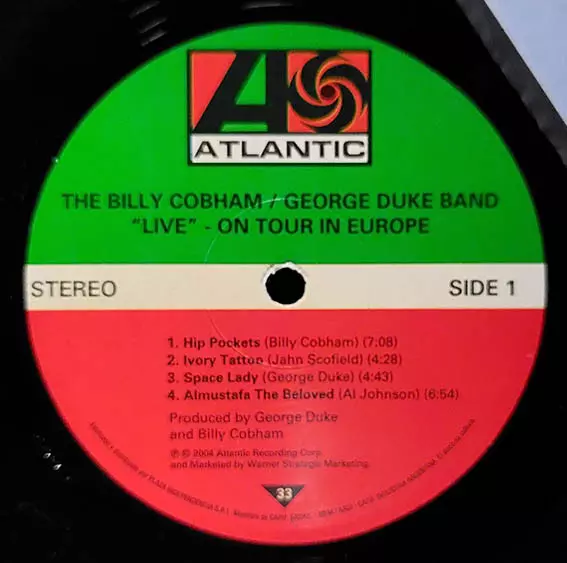 ATLANTIC
THE BILLY COBHAM / GEORGE DUKE BAND
"LIVE" - ON TOUR IN EUROPE
STEREO
SIDE 1
1. Hip Pockets (Billy Cobham) (7:08)
2. Ivory Tattoo (Jahn Scofield) (4:28)
3. Space Lady (George Duke) (4:43)
4. Almustafa The Beloved (Al Johnson) (6:54)
Produced by George Duke
and Billy Cobham
℗ © 2004 Atlantic Recording Corp.
and Marketed by Warner Strategic Marketing.
33